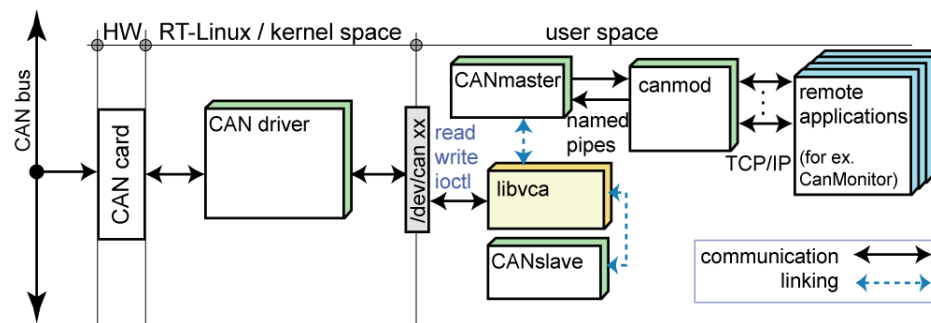 HW
RT-Linux / kernel space
user space
CAN bus
CAN card
CAN driver
/dev/can xx
read
write
ioctl
CANmaster
canmod
named
pipes
TCP/IP
remote
applications
(for ex.
CanMonitor)
libvca
CANslave
communication
linking